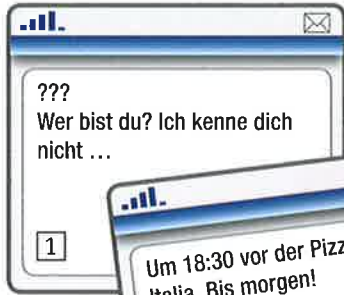 ???
Wer bist du? Ich kenne dich
nicht ...
1
Um 18:30 vor der Pizz
Italia. Bis morgen!